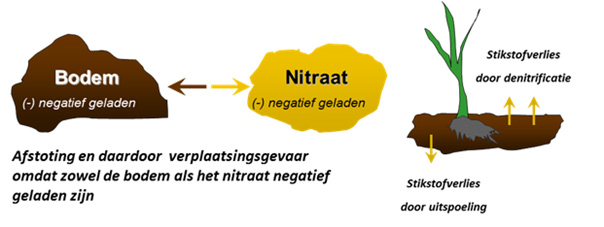 Bodem
(-) negatief geladen
Nitraat
(-) negatief geladen
Afstoting en daardoor verplaatsingsgevaar
omdat zowel de bodem als het nitraat negatief
geladen zijn
Stikstofverlies
door denitrificatie
Stikstofverlies
door uitspoeling